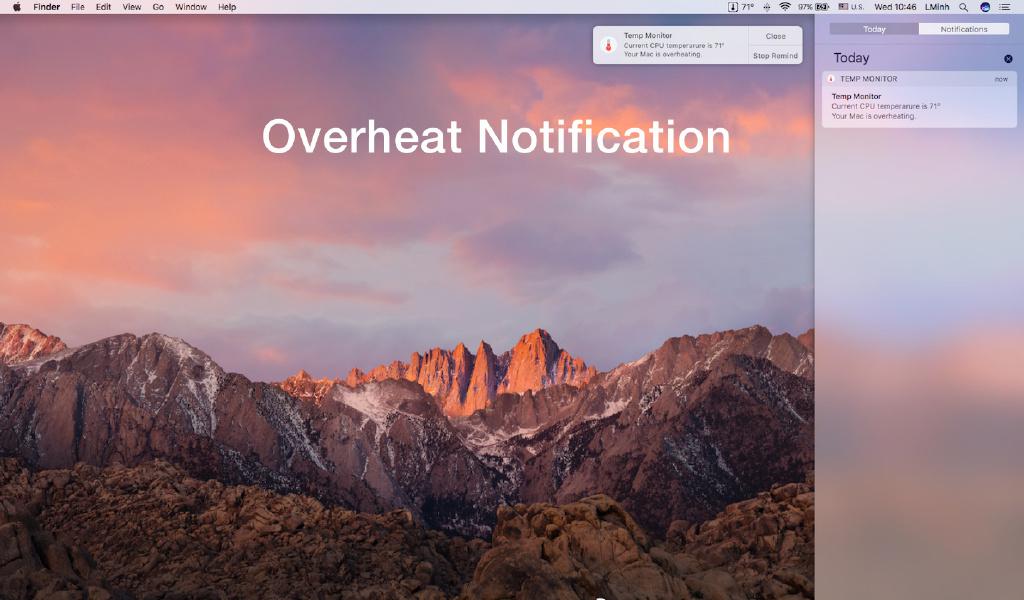 Finder File Edit View Go Window Help 71° 97% U.S. Wed 10:46 LMinh
Temp Monitor
Current CPU temperarure is 71°
Your Mac is overheating.
Close
Stop Remind
Today Notifications
Today
TEMP MONITOR now
Temp Monitor
Current CPU temperarure is 71°
Your Mac is overheating.
Overheat Notification